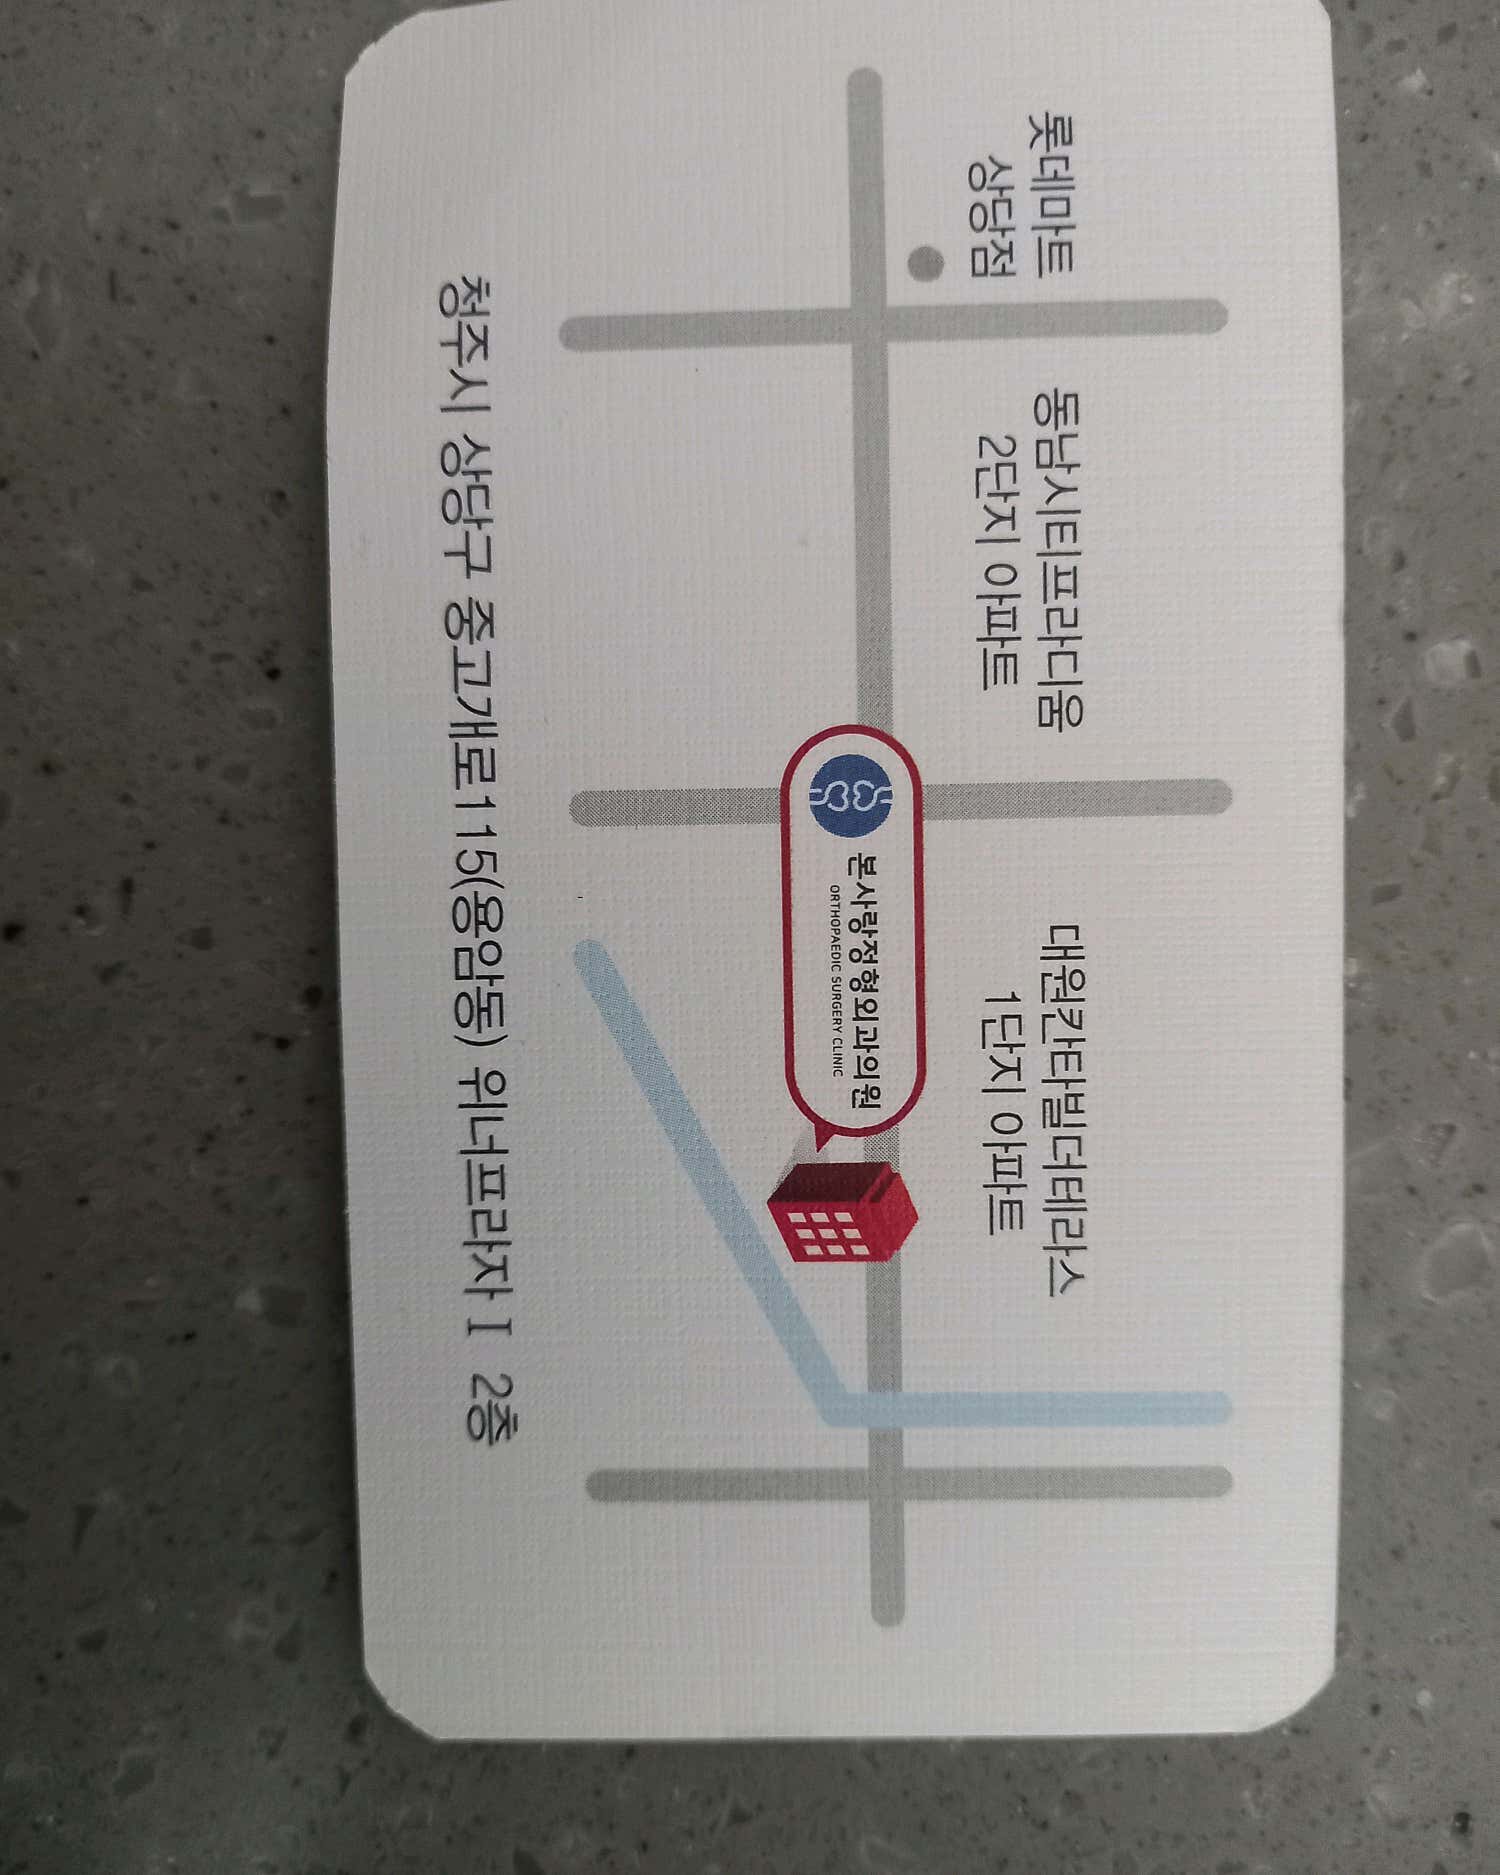 롯데마트
상당점
동남시티프라디움
2단지 아파트
대원칸타빌더테라스
1단지 아파트
본사랑정형외과의원
ORTHOPAEDIC SURGERY CLINIC
청주시 상당구 중고개로115(용암동) 위너프라자 I 2층